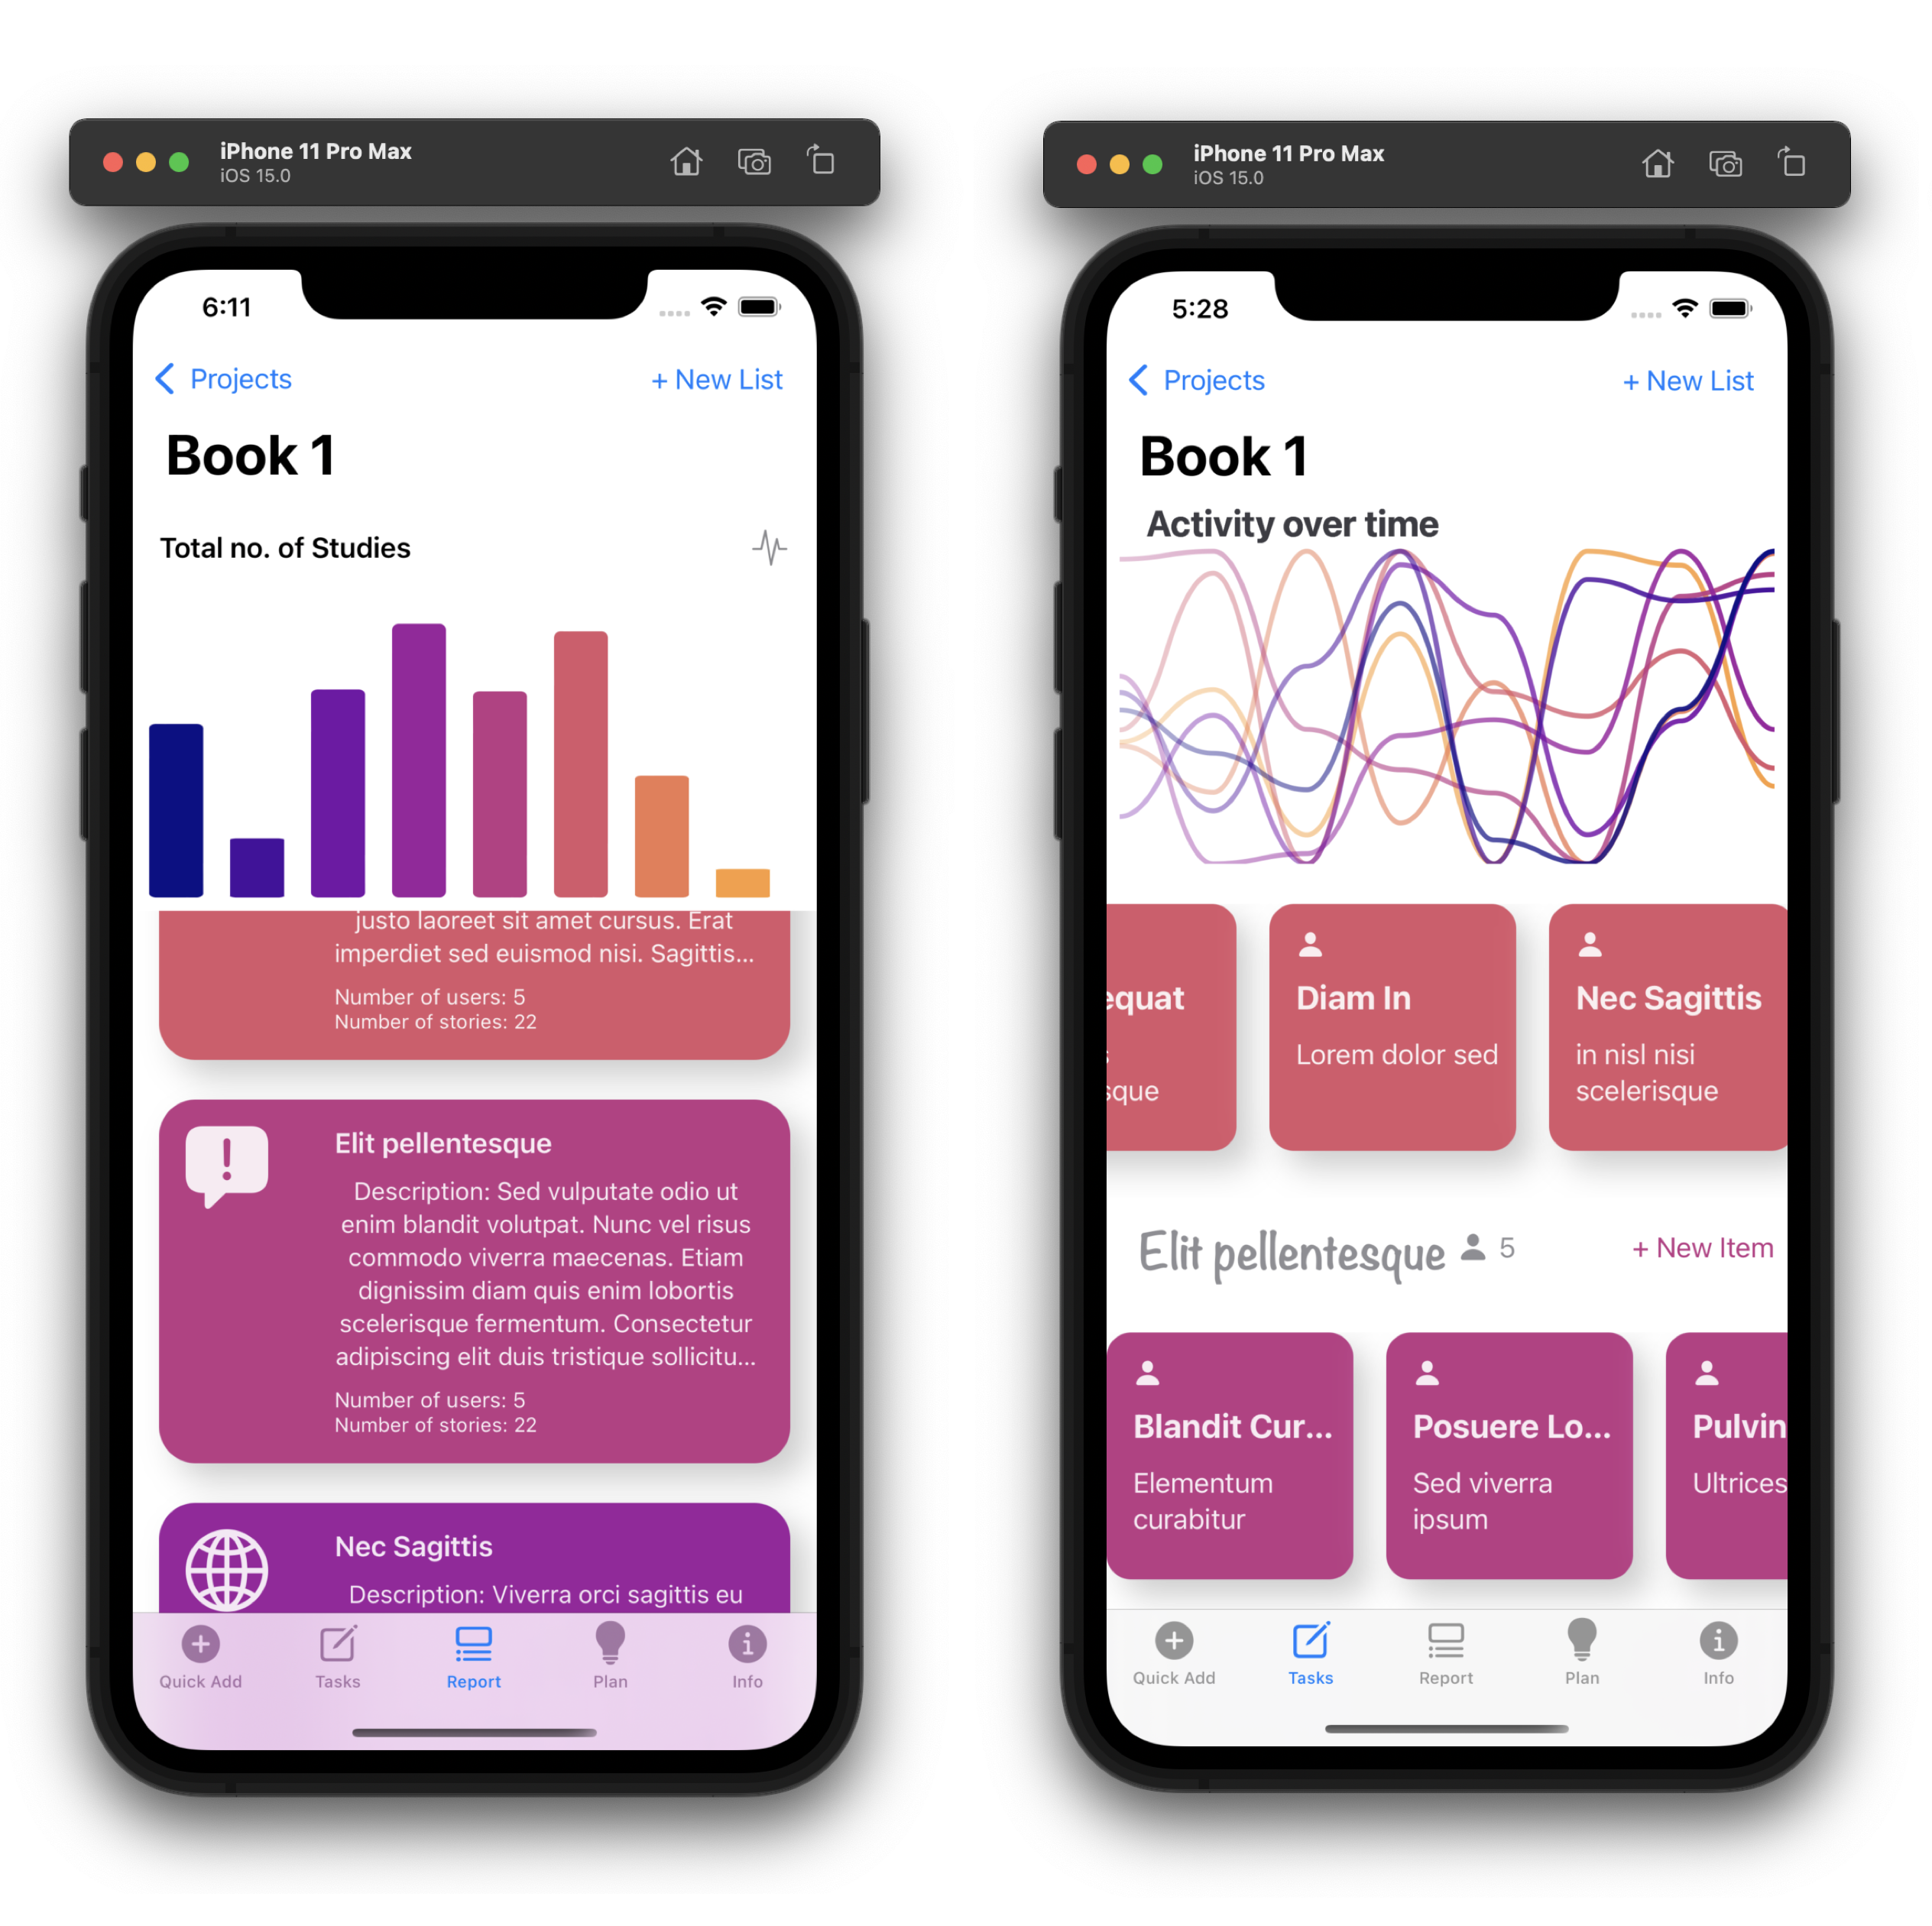 iPhone 11 Pro Max
iOS 15.0
6:11
Projects
+ New List
Book 1
Total no. of Studies
justo laoreet sit amet cursus. Erat
imperdiet sed euismod nisi. Sagittis...
Number of users: 5
Number of stories: 22
Elit pellentesque
Description: Sed vulputate odio ut
enim blandit volutpat. Nunc vel risus
commodo viverra maecenas. Etiam
dignissim diam quis enim lobortis
scelerisque fermentum. Consectetur
adipiscing elit duis tristique sollicitu...
Number of users: 5
Number of stories: 22
Nec Sagittis
Description: Viverra orci sagittis eu
Quick Add
Tasks
Report
Plan
Info
iPhone 11 Pro Max
iOS 15.0
5:28
Projects
+ New List
Book 1
Activity over time
equat
sque
Diam In
Lorem dolor sed
Nec Sagittis
in nisl nisi
scelerisque
Elit pellentesque 5
+ New Item
Blandit Cur...
Elementum
curabitur
Posuere Lo...
Sed viverra
ipsum
Pulvin
Ultrices
Quick Add
Tasks
Report
Plan
Info